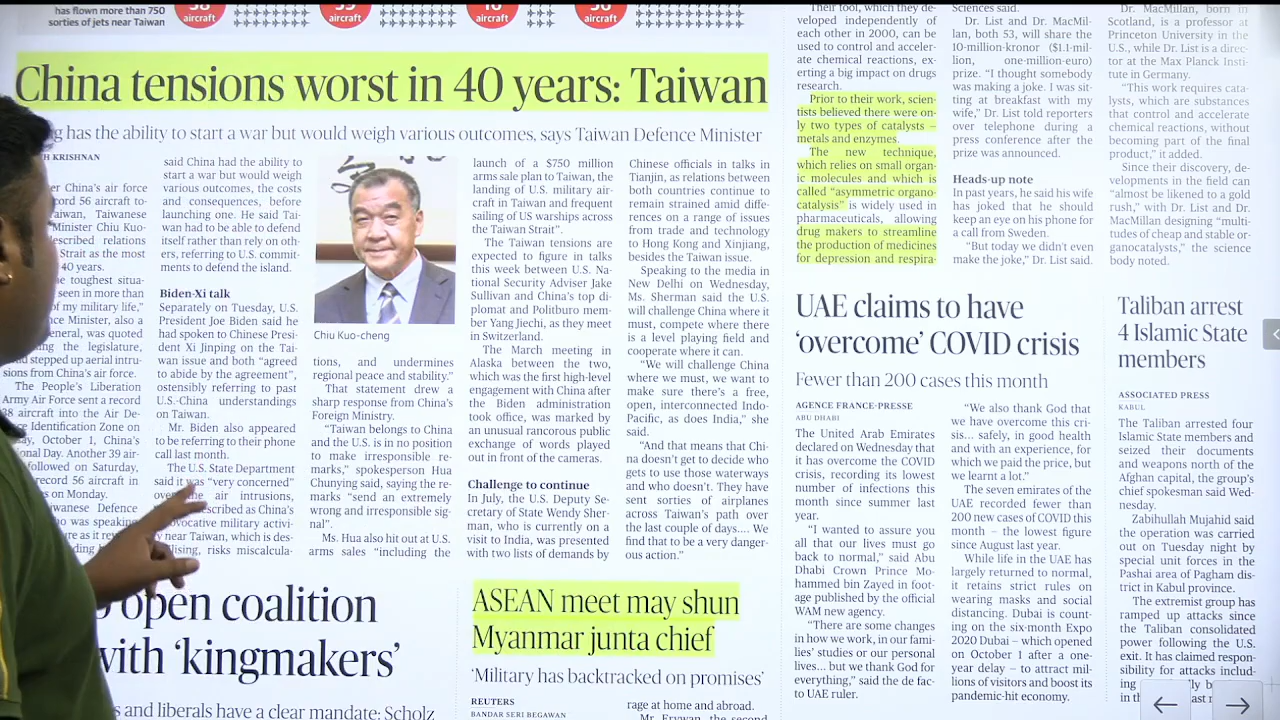 has flown more than 750
sorties of jets near Taiwan
38
aircraft
39
aircraft
16
aircraft
56
aircraft
China tensions worst in 40 years: Taiwan
has the ability to start a war but would weigh various outcomes, says Taiwan Defence Minister
H KRISHNAN
er China's air force
cord 56 aircraft to
aiwan, Taiwanese
Minister Chiu Kuo-
escribed relations
Strait as the most
40 years.
e toughest situa-
seen in more than
of my military life,”
ce Minister, also a
eneral, was quoted
the legislature,
d stepped up aerial intru-
sions from China's air force.
The People's Liberation
Army Air Force sent a record
38 aircraft into the Air De-
ce Identification Zone on
ay, October 1, China's
onal Day. Another 39 air-
followed on Saturday,
record 56 aircraft in
s on Monday.
iwanese Defence
ho was speaking
said China had the ability to
start a war but would weigh
various outcomes, the costs
and consequences, before
launching one. He said Tai-
wan had to be able to defend
itself rather than rely on oth-
ers, referring to U.S. commit-
ments to defend the island.
Biden-Xi talk
Separately on Tuesday, U.S.
President Joe Biden said he
had spoken to Chinese Presi-
dent Xi Jinping on the Tai-
wan issue and both “agreed
to abide by the agreement”,
ostensibly referring to past
U.S.-China understandings
on Taiwan.
Mr. Biden also appeared
to be referring to their phone
call last month.
The U.S. State Department
said it was “very concerned”
over the air intrusions,
scribed as China's
vocative military activi-
y near Taiwan, which is des-
ilising, risks miscalcula-
Chiu Kuo-cheng
tions, and undermines
regional peace and stability.”
That statement drew a
sharp response from China's
Foreign Ministry.
“Taiwan belongs to China
and the U.S. is in no position
to make irresponsible re-
marks,” spokesperson Hua
Chunying said, saying the re-
marks “send an extremely
wrong and irresponsible sig-
nal”.
Ms. Hua also hit out at U.S.
arms sales “including the
launch of a $750 million
arms sale plan to Taiwan, the
landing of U.S. military air-
craft in Taiwan and frequent
sailing of US warships across
the Taiwan Strait”.
The Taiwan tensions are
expected to figure in talks
this week between U.S. Na-
tional Security Adviser Jake
Sullivan and China's top di-
plomat and Politburo mem-
ber Yang Jiechi, as they meet
in Switzerland.
The March meeting in
Alaska between the two,
which was the first high-level
engagement with China after
the Biden administration
took office, was marked by
an unusual rancorous public
exchange of words played
out in front of the cameras.
Challenge to continue
In July, the U.S. Deputy Se-
cretary of State Wendy Sher-
man, who is currently on a
visit to India, was presented
with two lists of demands by
Chinese officials in talks in
Tianjin, as relations between
both countries continue to
remain strained amid diffe-
rences on a range of issues
from trade and technology
to Hong Kong and Xinjiang,
besides the Taiwan issue.
Speaking to the media in
New Delhi on Wednesday,
Ms. Sherman said the U.S.
will challenge China where it
must, compete where there
is a level playing field and
cooperate where it can.
“We will challenge China
where we must, we want to
make sure there's a free,
open, interconnected Indo-
Pacific, as does India,” she
said.
“And that means that Chi-
na doesn't get to decide who
gets to use those waterways
and who doesn't. They have
sent sorties of airplanes
across Taiwan's path over
the last couple of days.... We
find that to be a very danger-
ous action.”
open coalition
with ‘kingmakers’
s and liberals have a clear mandate: Scholz
ASEAN meet may shun
Myanmar junta chief
‘Military has backtracked on promises’
REUTERS
BANDAR SERI BEGAWAN
rage at home and abroad.
Mr. Erywan, the second
Their tool, which they de-
veloped independently of
each other in 2000, can be
used to control and acceler-
ate chemical reactions, ex-
erting a big impact on drugs
research.
Prior to their work, scien-
tists believed there were on-
ly two types of catalysts –
metals and enzymes.
The new technique,
which relies on small organ-
ic molecules and which is
called “asymmetric organo-
catalysis” is widely used in
pharmaceuticals, allowing
drug makers to streamline
the production of medicines
for depression and respira-
Sciences said.
Dr. List and Dr. MacMil-
lan, both 53, will share the
10-million-kronor ($1.1-mil-
lion, one-million-euro)
prize. “I thought somebody
was making a joke. I was sit-
ting at breakfast with my
wife,” Dr. List told reporters
over telephone during a
press conference after the
prize was announced.
Heads-up note
In past years, he said his wife
has joked that he should
keep an eye on his phone for
a call from Sweden.
“But today we didn't even
make the joke,” Dr. List said.
Dr. MacMillan, born in
Scotland, is a professor at
Princeton University in the
U.S., while Dr. List is a direc-
tor at the Max Planck Insti-
tute in Germany.
“This work requires cata-
lysts, which are substances
that control and accelerate
chemical reactions, without
becoming part of the final
product,” it added.
Since their discovery, de-
velopments in the field can
“almost be likened to a gold
rush,” with Dr. List and Dr.
MacMillan designing “multi-
tudes of cheap and stable or-
ganocatalysts,” the science
body noted.
UAE claims to have
‘overcome’ COVID crisis
Fewer than 200 cases this month
AGENCE FRANCE-PRESSE
ABU DHABI
The United Arab Emirates
declared on Wednesday that
it has overcome the COVID
crisis, recording its lowest
number of infections this
month since summer last
year.
“I wanted to assure you
all that our lives must go
back to normal,” said Abu
Dhabi Crown Prince Mo-
hammed bin Zayed in foot-
age published by the official
WAM new agency.
“There are some changes
in how we work, in our fami-
lies' studies or our personal
lives... but we thank God for
everything,” said the de fac-
to UAE ruler.
“We also thank God that
we have overcome this cri-
sis... safely, in good health
and with an experience, for
which we paid the price, but
we learnt a lot.”
The seven emirates of the
UAE recorded fewer than
200 new cases of COVID this
month – the lowest figure
since August last year.
While life in the UAE has
largely returned to normal,
it retains strict rules on
wearing masks and social
distancing. Dubai is count-
ing on the six-month Expo
2020 Dubai – which opened
on October 1 after a one-
year delay – to attract mil-
lions of visitors and boost its
pandemic-hit economy.
Taliban arrest
4 Islamic State
members
ASSOCIATED PRESS
KABUL
The Taliban arrested four
Islamic State members and
seized their documents
and weapons north of the
Afghan capital, the group's
chief spokesman said Wed-
nesday.
Zabihullah Mujahid said
the operation was carried
out on Tuesday night by
special unit forces in the
Pashai area of Pagham dis-
trict in Kabul province.
The extremist group has
ramped up attacks since
the Taliban consolidated
power following the U.S.
exit. It has claimed respon-
sibility for attacks includ-
ing
in th